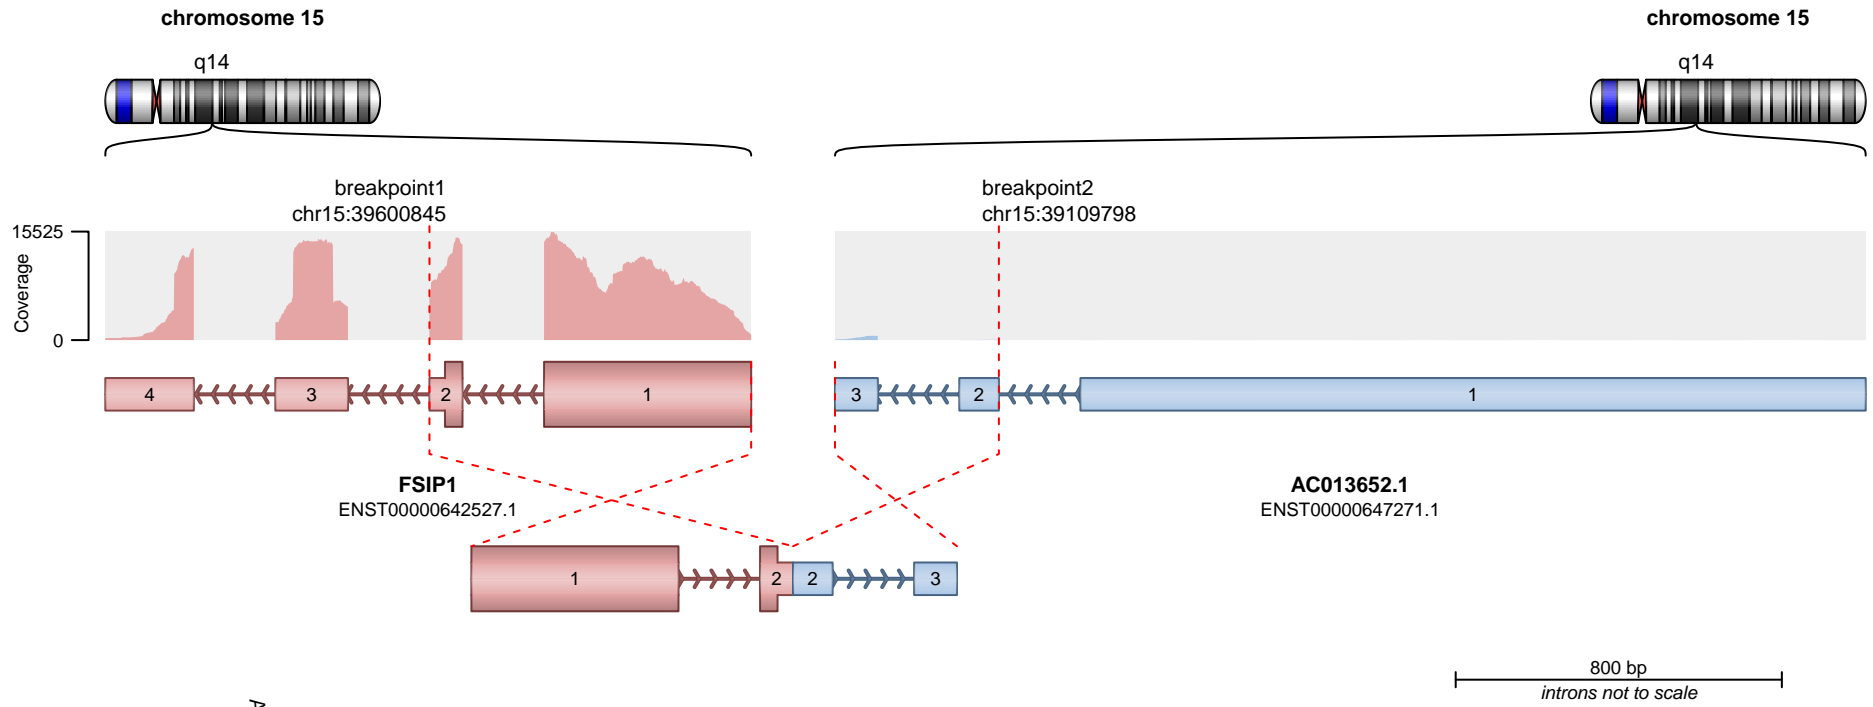 chromosome 15
chromosome 15
q14
q14
breakpoint1
chr15:39600845
breakpoint2
chr15:39109798
15525
Coverage
0
4
3
2
1
3
2
1
FSIP1
ENST00000642527.1
AC013652.1
ENST00000647271.1
1
2
2
3
800 bp
introns not to scale